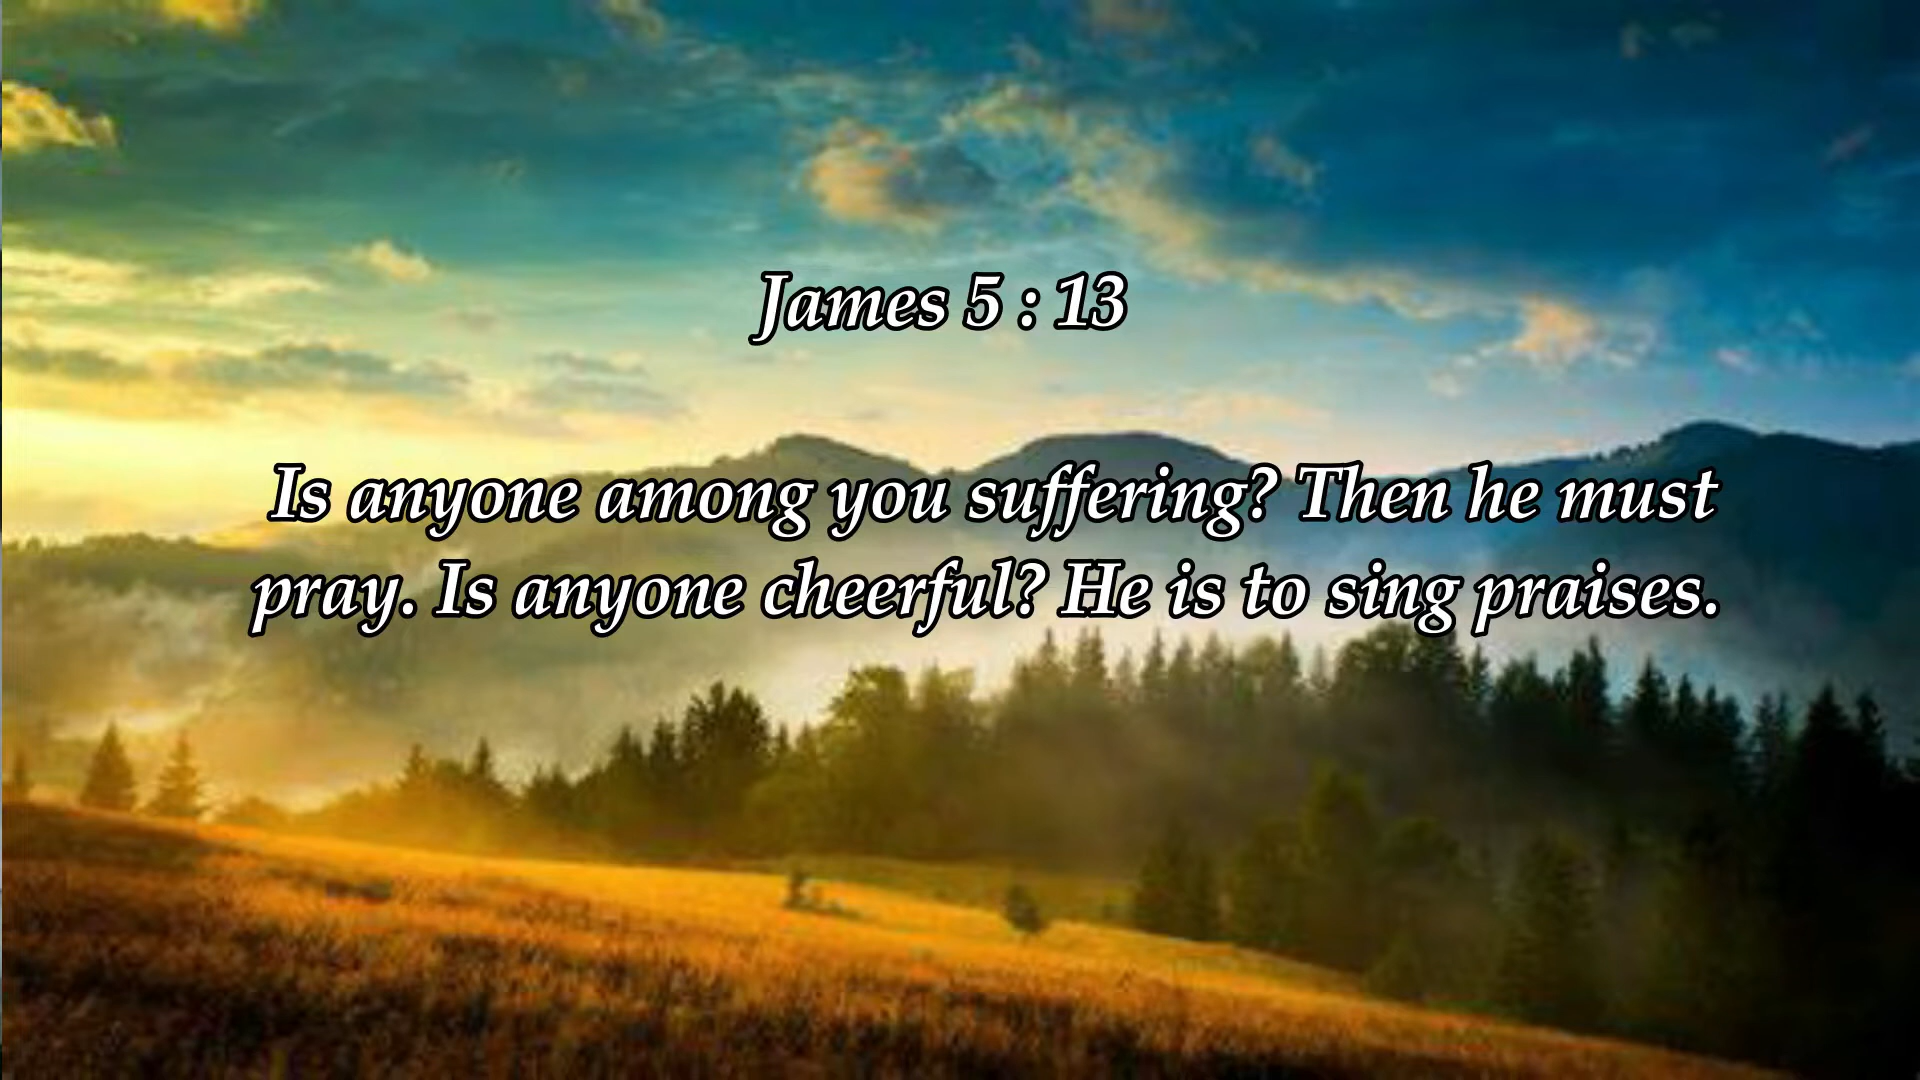 James 5 : 13
Is anyone among you suffering? Then he must
pray. Is anyone cheerful? He is to sing praises.